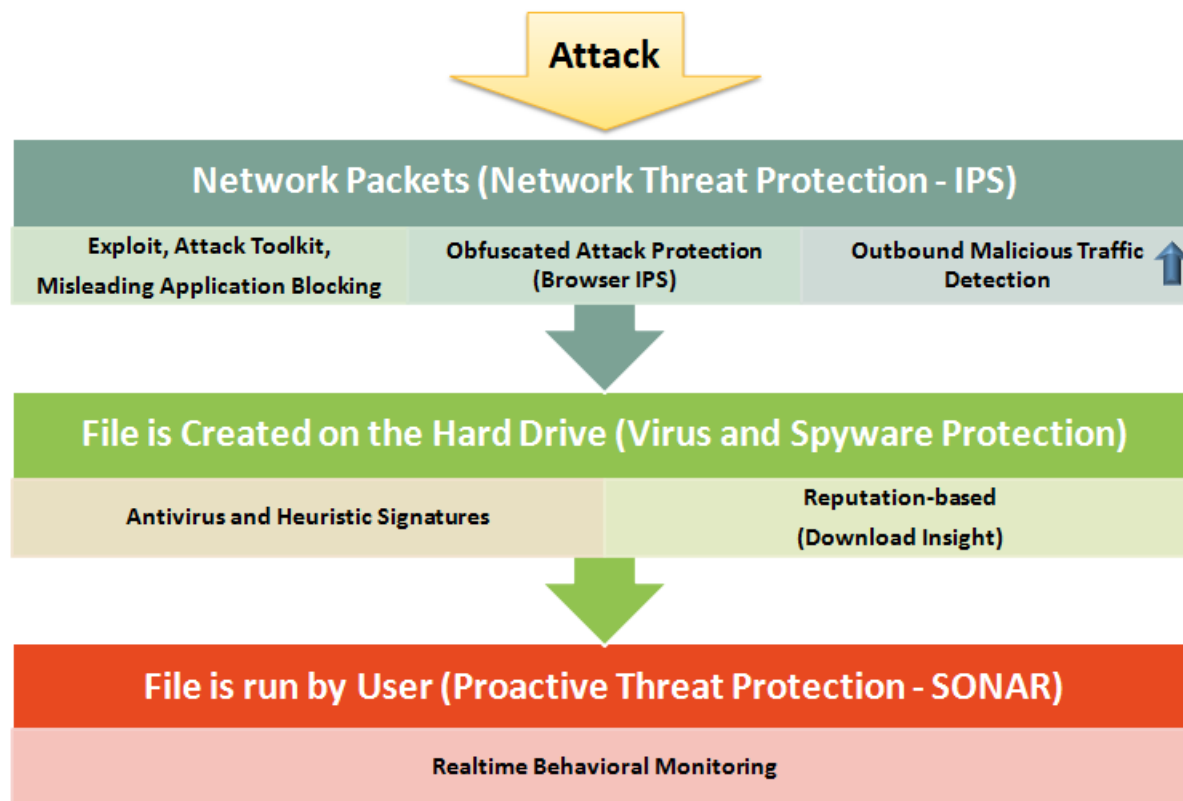 Attack
Network Packets (Network Threat Protection - IPS)
Exploit, Attack Toolkit,
Misleading Application Blocking
Obfuscated Attack Protection
(Browser IPS)
Outbound Malicious Traffic
Detection
File is Created on the Hard Drive (Virus and Spyware Protection)
Antivirus and Heuristic Signatures
Reputation-based
(Download Insight)
File is run by User (Proactive Threat Protection - SONAR)
Realtime Behavioral Monitoring